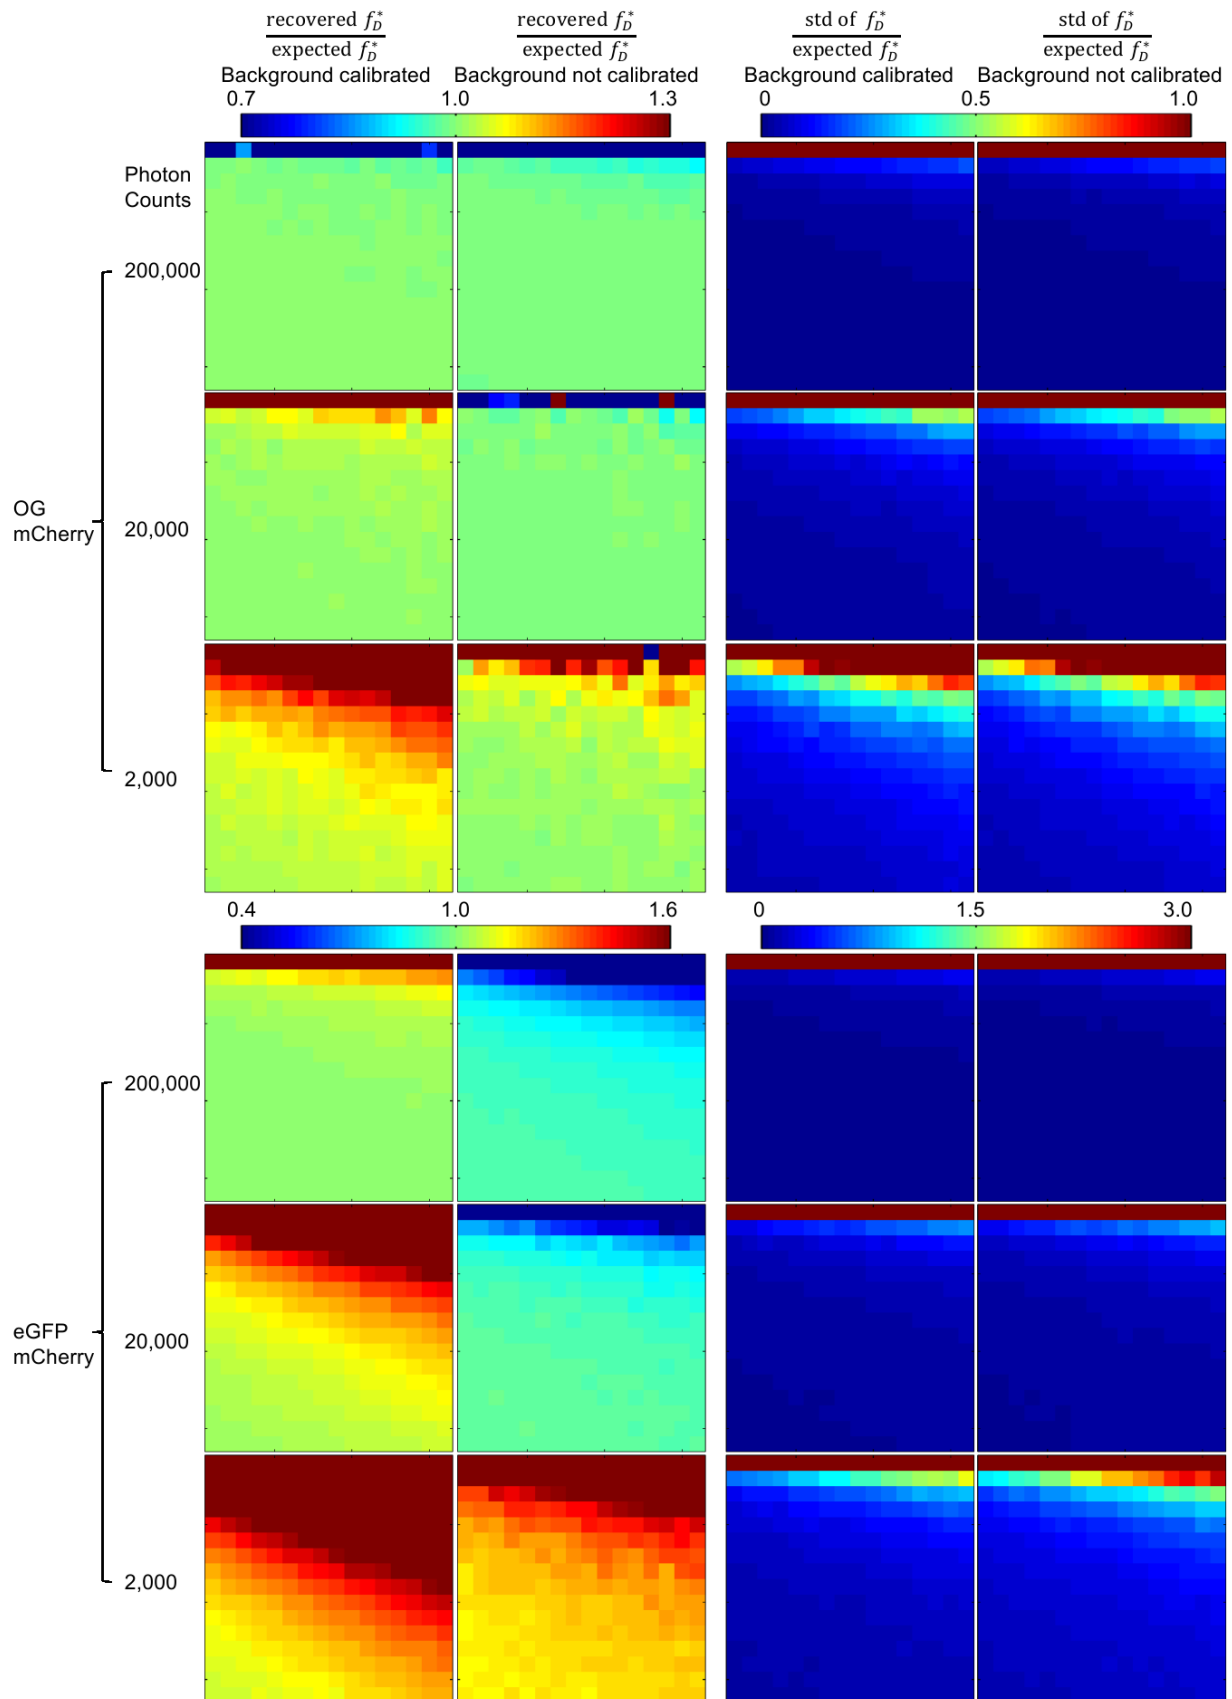 recovered f*D recovered f*D std of f*D std of f*D
expected f*D expected f*D expected f*D expected f*D
Background calibrated Background not calibrated Background calibrated Background not calibrated
0.7 1.0 1.3 0 0.5 1.0
Photon
Counts
200,000
OG
mCherry
20,000
2,000
0.4 1.0 1.6 0 1.5 3.0
200,000
eGFP
mCherry
20,000
2,000